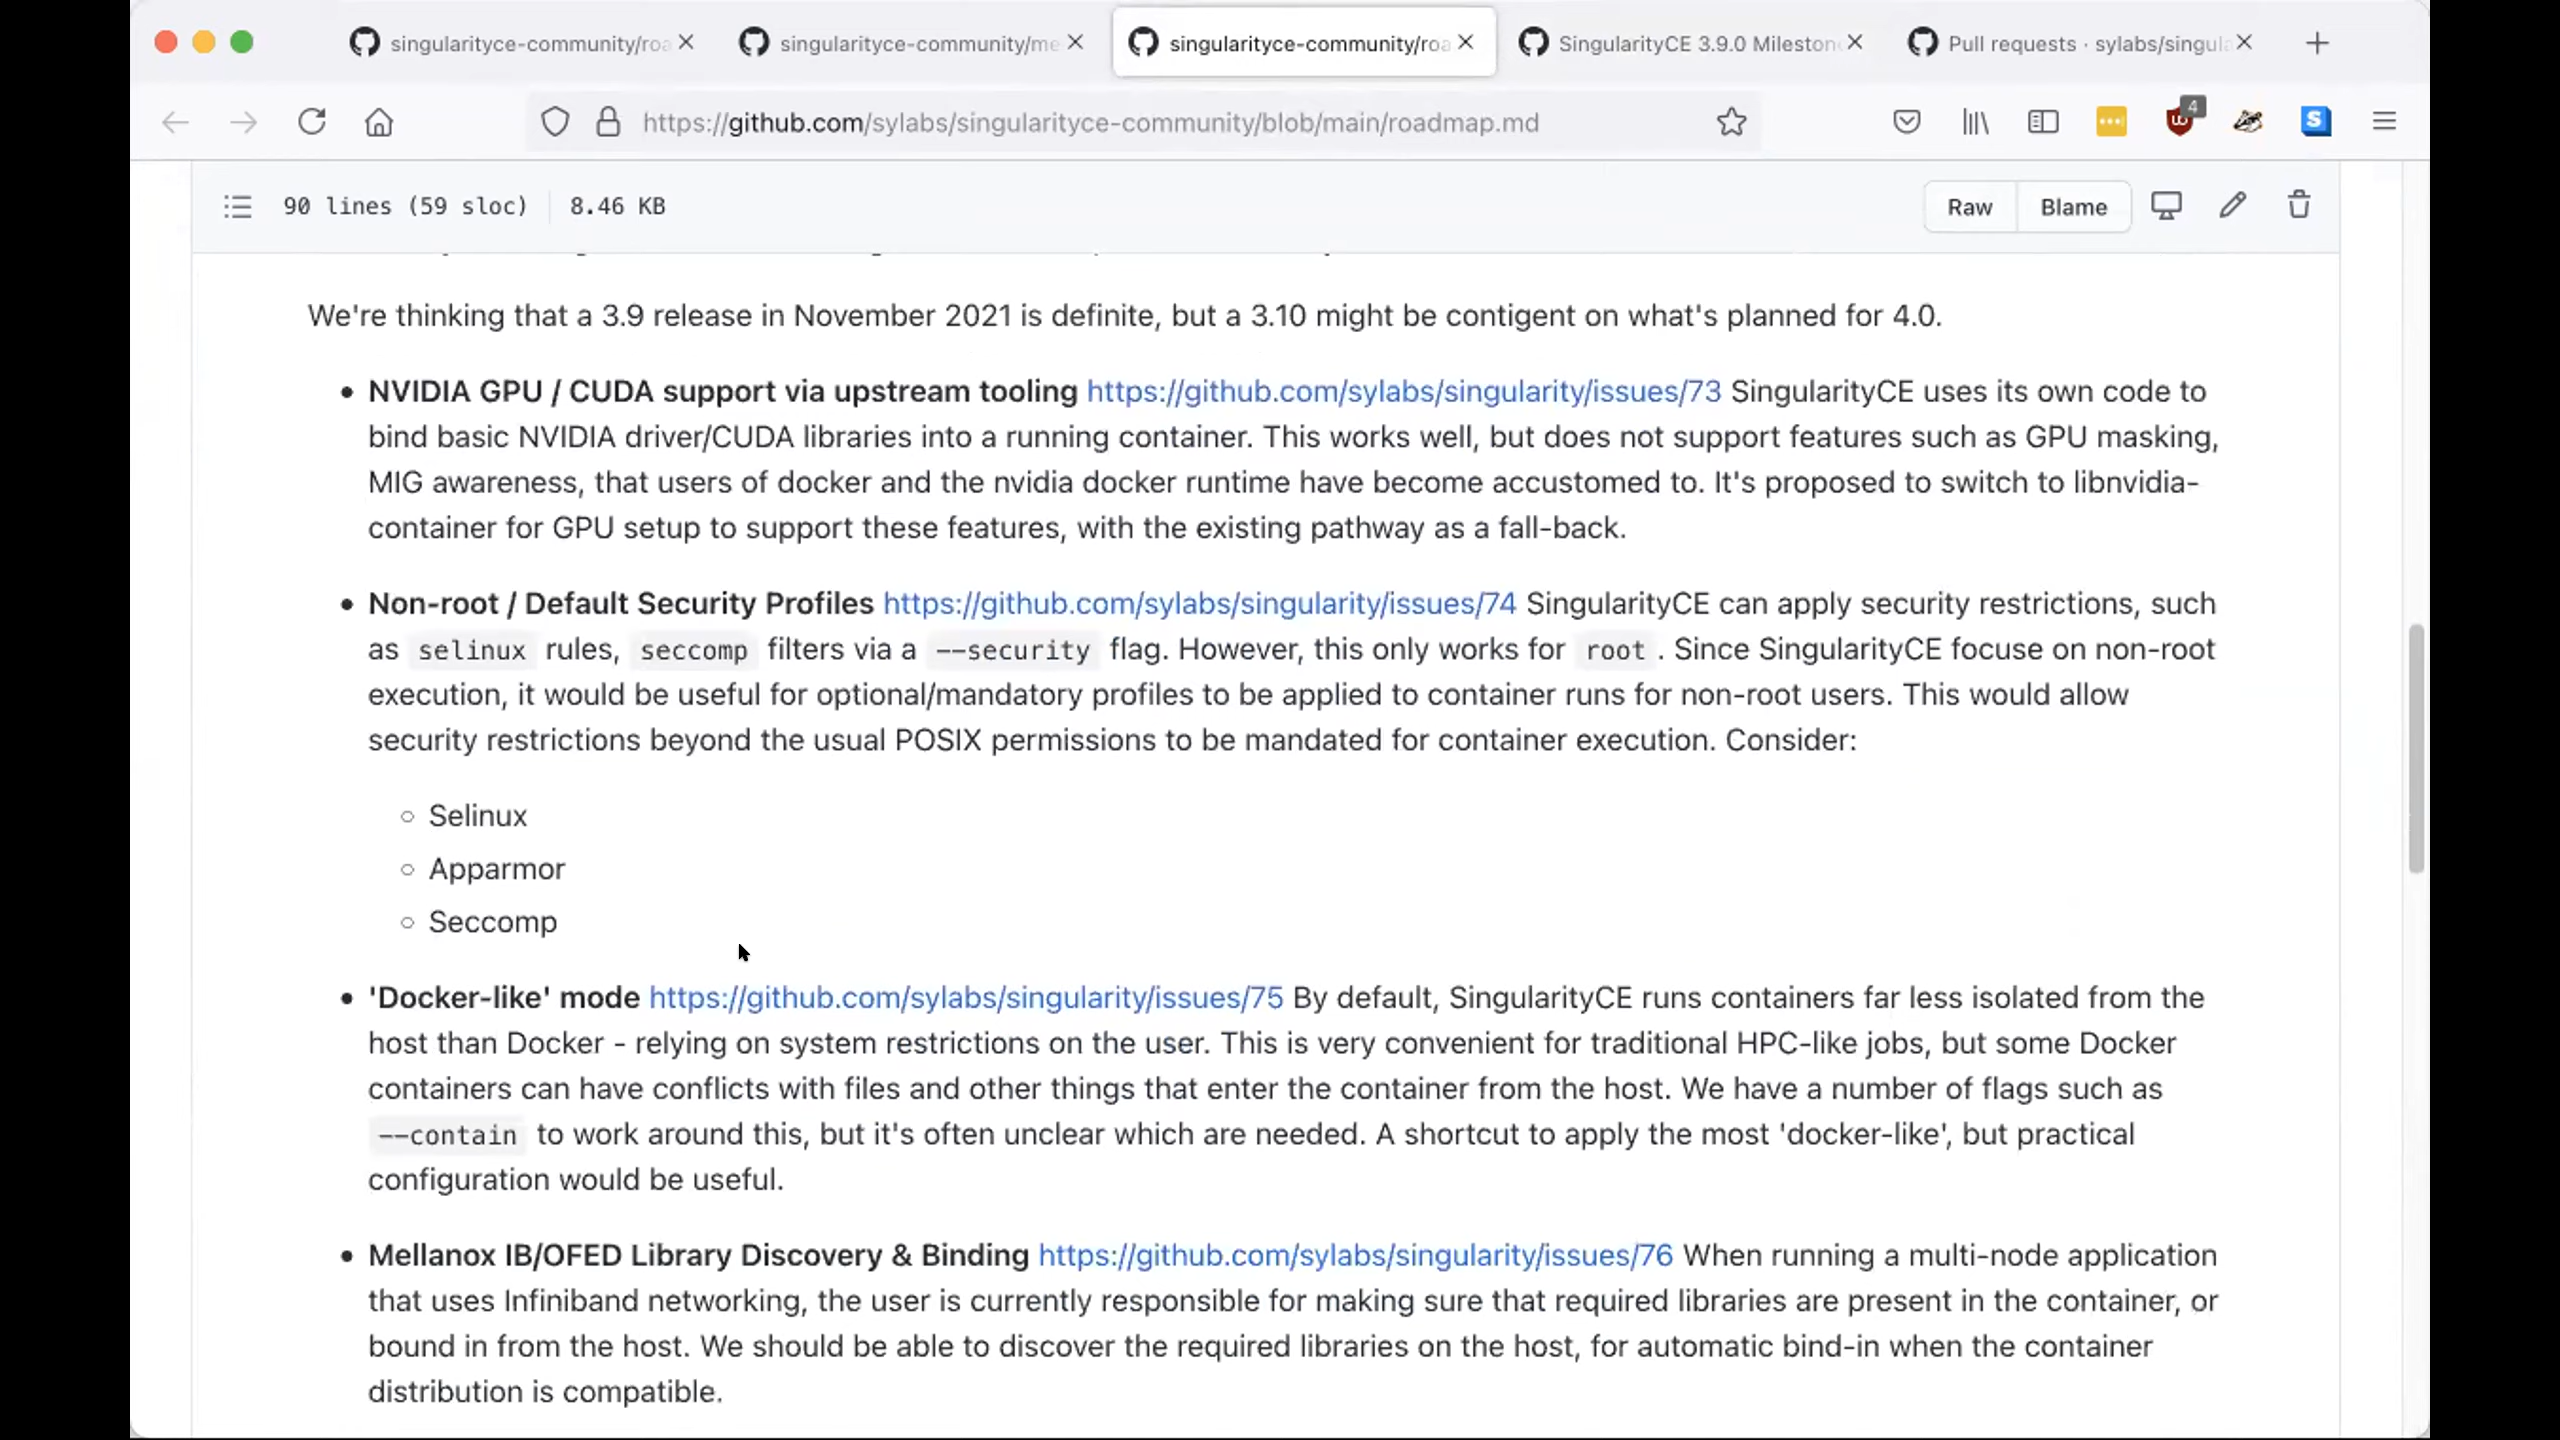 singularityce-community/roa
singularityce-community/me
singularityce-community/roa
SingularityCE 3.9.0 Mileston
Pull requests · sylabs/singula
https://github.com/sylabs/singularityce-community/blob/main/roadmap.md
4
S
90 lines (59 sloc)
8.46 KB
Raw
Blame
We're thinking that a 3.9 release in November 2021 is definite, but a 3.10 might be contigent on what's planned for 4.0.
• NVIDIA GPU / CUDA support via upstream tooling https://github.com/sylabs/singularity/issues/73 SingularityCE uses its own code to
bind basic NVIDIA driver/CUDA libraries into a running container. This works well, but does not support features such as GPU masking,
MIG awareness, that users of docker and the nvidia docker runtime have become accustomed to. It's proposed to switch to libnvidia-
container for GPU setup to support these features, with the existing pathway as a fall-back.
• Non-root / Default Security Profiles https://github.com/sylabs/singularity/issues/74 SingularityCE can apply security restrictions, such
as selinux rules, seccomp filters via a --security flag. However, this only works for root . Since SingularityCE focuse on non-root
execution, it would be useful for optional/mandatory profiles to be applied to container runs for non-root users. This would allow
security restrictions beyond the usual POSIX permissions to be mandated for container execution. Consider:
◦ Selinux
◦ Apparmor
◦ Seccomp
• 'Docker-like' mode https://github.com/sylabs/singularity/issues/75 By default, SingularityCE runs containers far less isolated from the
host than Docker - relying on system restrictions on the user. This is very convenient for traditional HPC-like jobs, but some Docker
containers can have conflicts with files and other things that enter the container from the host. We have a number of flags such as
--contain to work around this, but it's often unclear which are needed. A shortcut to apply the most 'docker-like', but practical
configuration would be useful.
• Mellanox IB/OFED Library Discovery & Binding https://github.com/sylabs/singularity/issues/76 When running a multi-node application
that uses Infiniband networking, the user is currently responsible for making sure that required libraries are present in the container, or
bound in from the host. We should be able to discover the required libraries on the host, for automatic bind-in when the container
distribution is compatible.